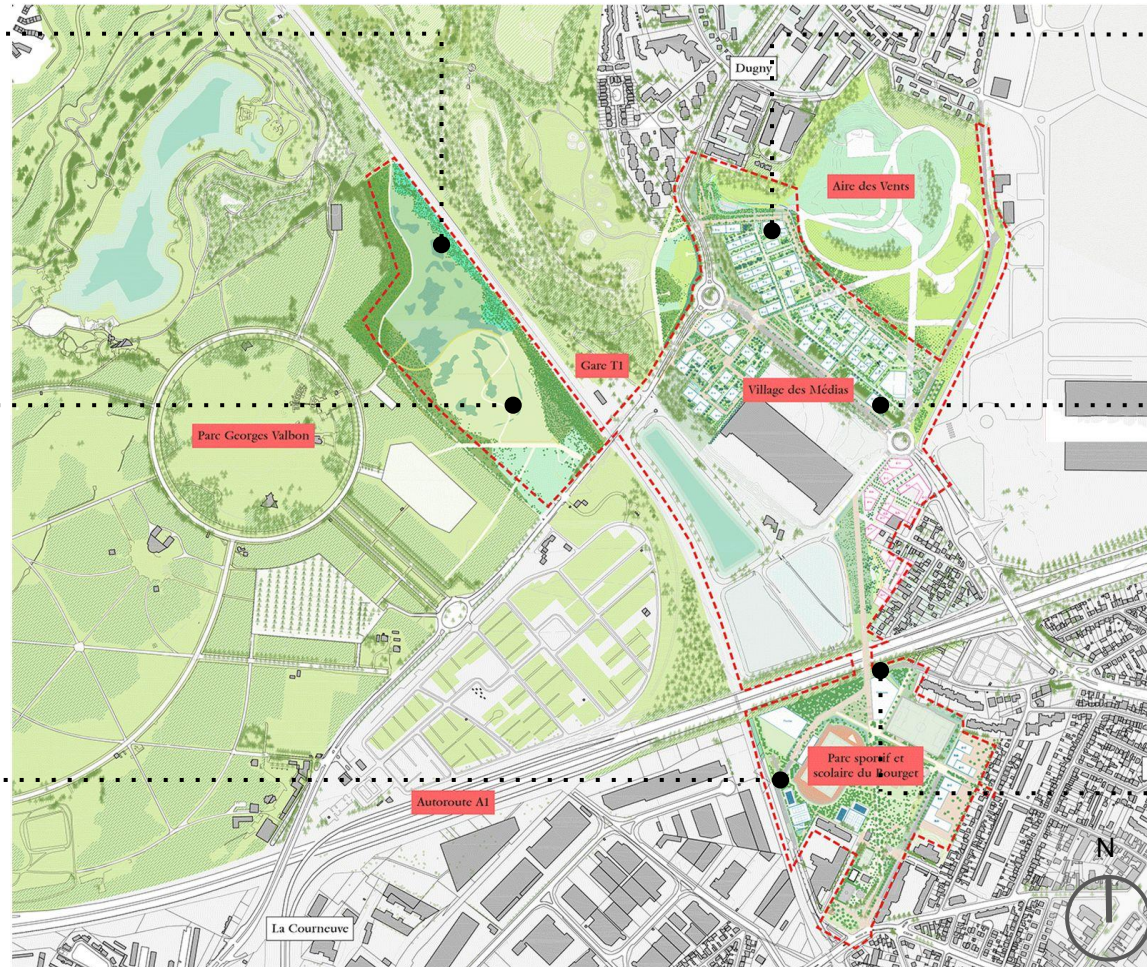 Dugny
Aire des Vents
Gare T1
Village des Médias
Parc Georges Valbon
Parc sportif et
scolaire du Bourget
Autoroute A1
N
La Courneuve